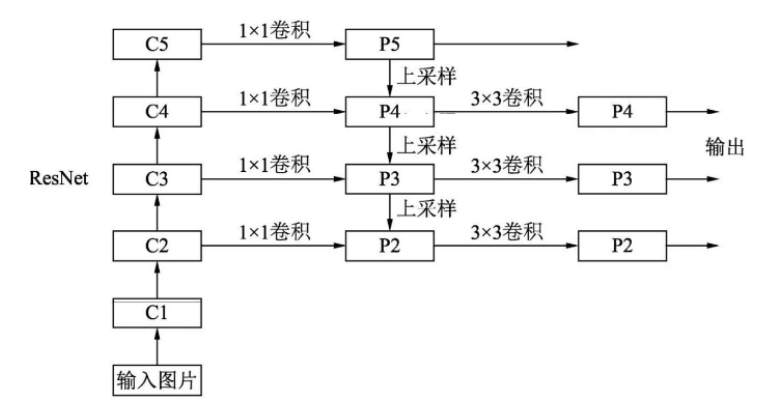 C5 1×1卷积 P5
上采样
C4 1×1卷积 P4 3×3卷积 P4
上采样 输出
ResNet C3 1×1卷积 P3 3×3卷积 P3
上采样
C2 1×1卷积 P2 3×3卷积 P2
C1
输入图片